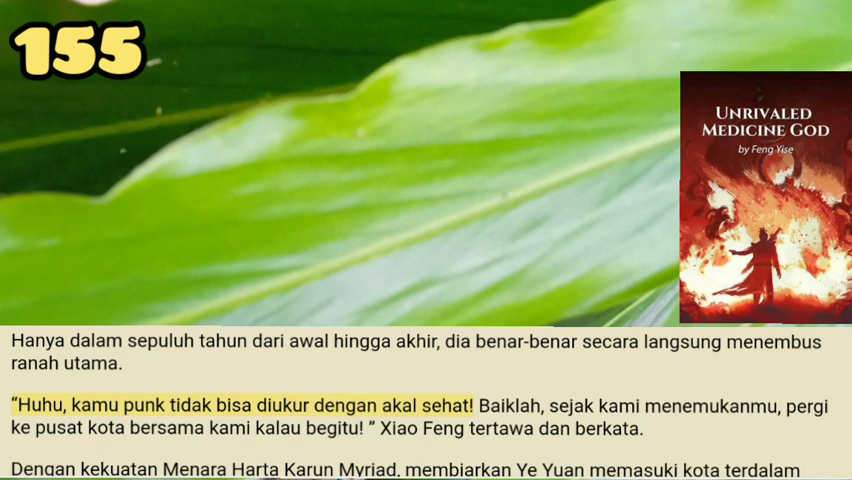 155
UNRIVALED
MEDICINE GOD
by Feng Yise
Hanya dalam sepuluh tahun dari awal hingga akhir, dia benar-benar secara langsung menembus
ranah utama.
“Huhu, kamu punk tidak bisa diukur dengan akal sehat! Baiklah, sejak kami menemukanmu, pergi
ke pusat kota bersama kami kalau begitu! ” Xiao Feng tertawa dan berkata.
Dengan kekuatan Menara Harta Karun Myriad, membiarkan Ye Yuan memasuki kota terdalam